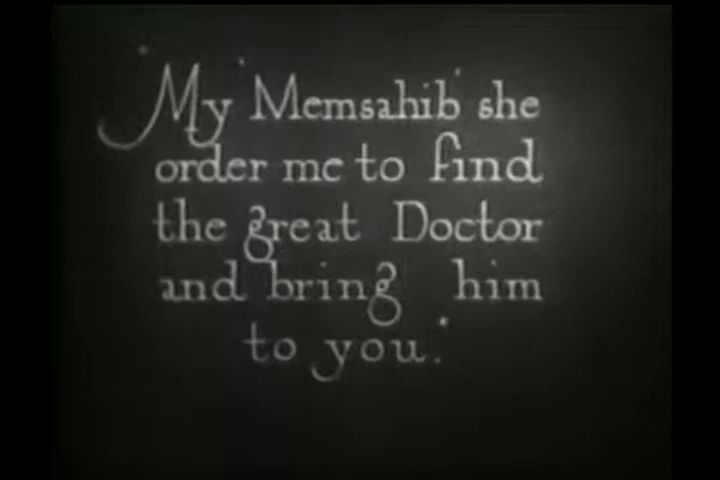 "My 'Memsahib' she
order me to find
the great Doctor
and bring him
to you."